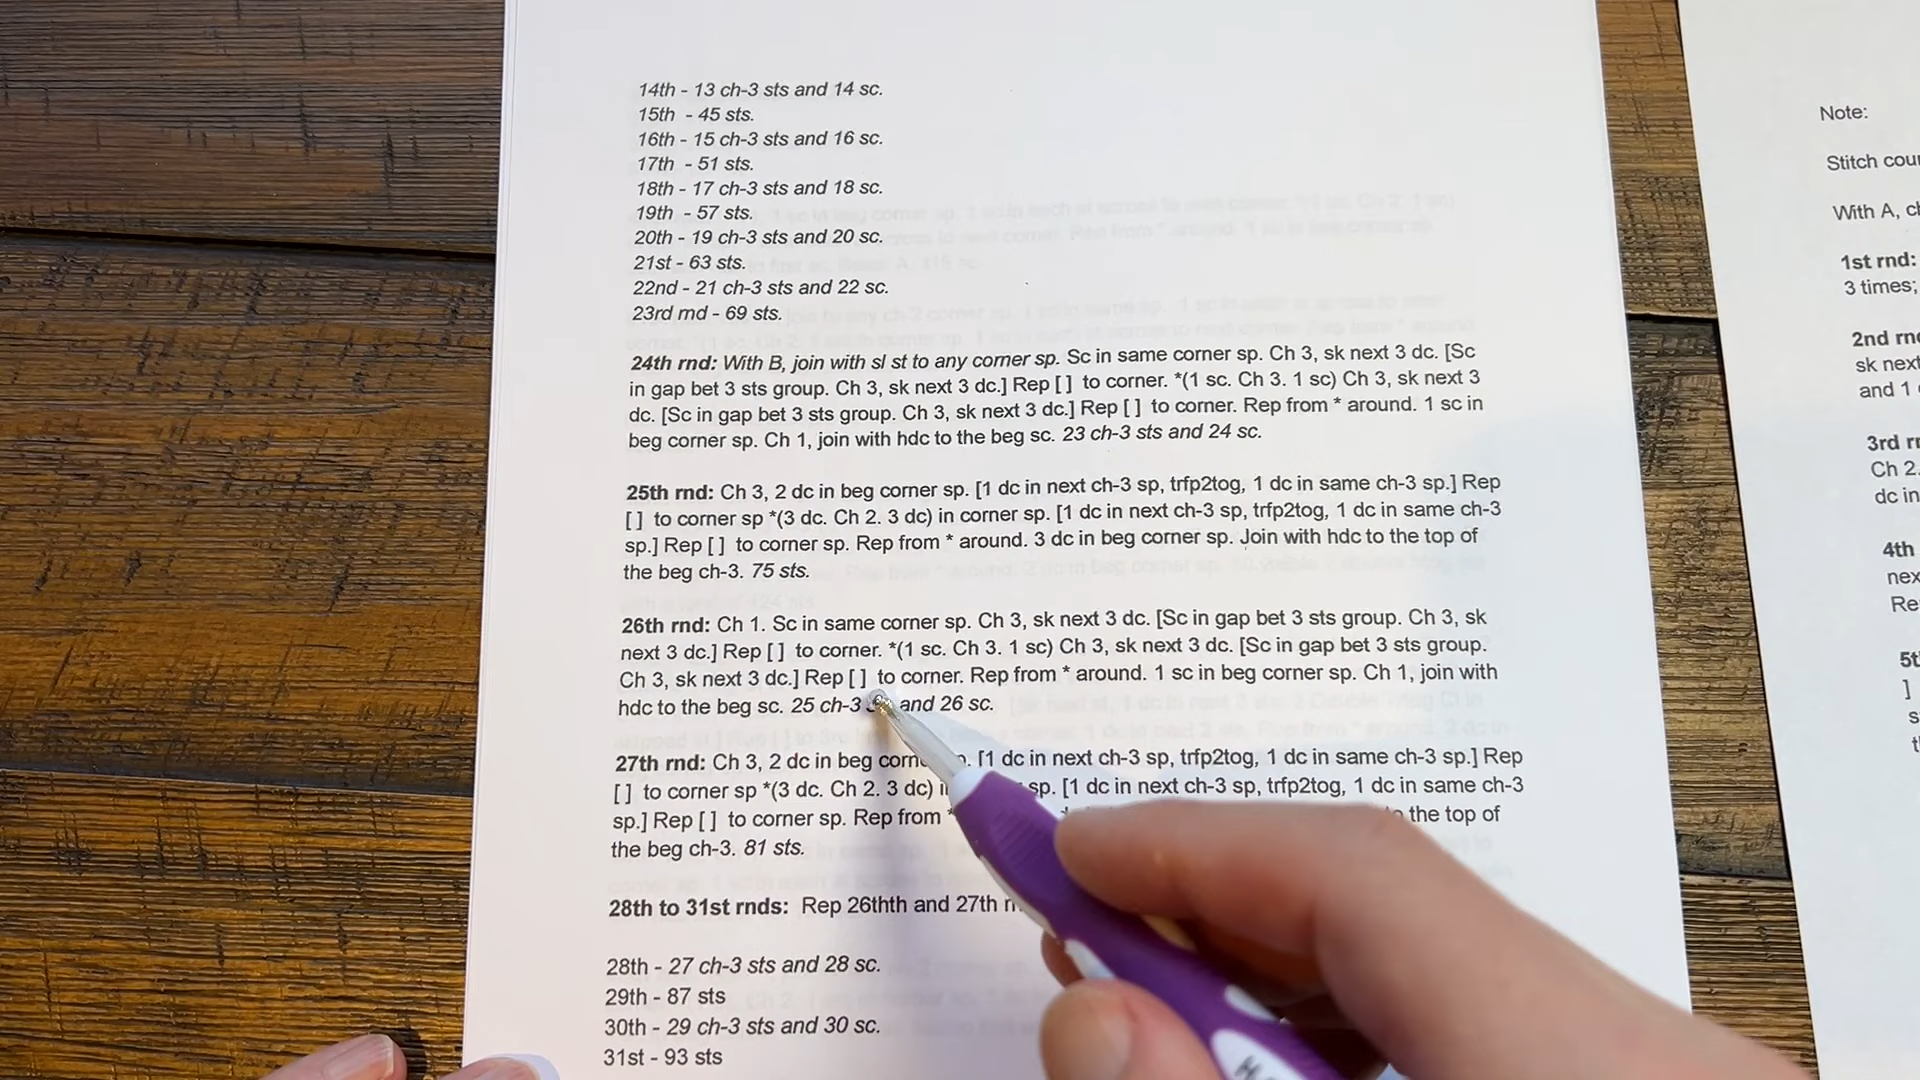 14th - 13 ch-3 sts and 14 sc.
15th - 45 sts.
16th - 15 ch-3 sts and 16 sc.
17th - 51 sts.
18th - 17 ch-3 sts and 18 sc.
19th - 57 sts.
20th - 19 ch-3 sts and 20 sc.
21st - 63 sts.
22nd - 21 ch-3 sts and 22 sc.
23rd rnd - 69 sts.
24th rnd: With B, join with sl st to any corner sp. Sc in same corner sp. Ch 3, sk next 3 dc. [Sc
in gap bet 3 sts group. Ch 3, sk next 3 dc.] Rep [ ] to corner. *(1 sc. Ch 3. 1 sc) Ch 3, sk next 3
dc. [Sc in gap bet 3 sts group. Ch 3, sk next 3 dc.] Rep [ ] to corner. Rep from * around. 1 sc in
beg corner sp. Ch 1, join with hdc to the beg sc. 23 ch-3 sts and 24 sc.
25th rnd: Ch 3, 2 dc in beg corner sp. [1 dc in next ch-3 sp, trfp2tog, 1 dc in same ch-3 sp.] Rep
[ ] to corner sp *(3 dc. Ch 2. 3 dc) in corner sp. [1 dc in next ch-3 sp, trfp2tog, 1 dc in same ch-3
sp.] Rep [ ] to corner sp. Rep from * around. 3 dc in beg corner sp. Join with hdc to the top of
the beg ch-3. 75 sts.
26th rnd: Ch 1. Sc in same corner sp. Ch 3, sk next 3 dc. [Sc in gap bet 3 sts group. Ch 3, sk
next 3 dc.] Rep [ ] to corner. *(1 sc. Ch 3. 1 sc) Ch 3, sk next 3 dc. [Sc in gap bet 3 sts group.
Ch 3, sk next 3 dc.] Rep [ ] to corner. Rep from * around. 1 sc in beg corner sp. Ch 1, join with
hdc to the beg sc. 25 ch-3 and 26 sc.
27th rnd: Ch 3, 2 dc in beg [1 dc in next ch-3 sp, trfp2tog, 1 dc in same ch-3 sp.] Rep
[ ] to corner sp *(3 dc. Ch 2. 3 dc) sp. [1 dc in next ch-3 sp, trfp2tog, 1 dc in same ch-3
sp.] Rep [ ] to corner sp. Rep from the top of
the beg ch-3. 81 sts.
28th to 31st rnds: Rep 26thth and 27th
28th - 27 ch-3 sts and 28 sc.
29th - 87 sts
30th - 29 ch-3 sts and 30 sc.
31st - 93 sts
Note:
Stitch
With A,
1st rnd:
3 times;
2nd
sk next
and 1
3rd
Ch 2.
dc in
4th